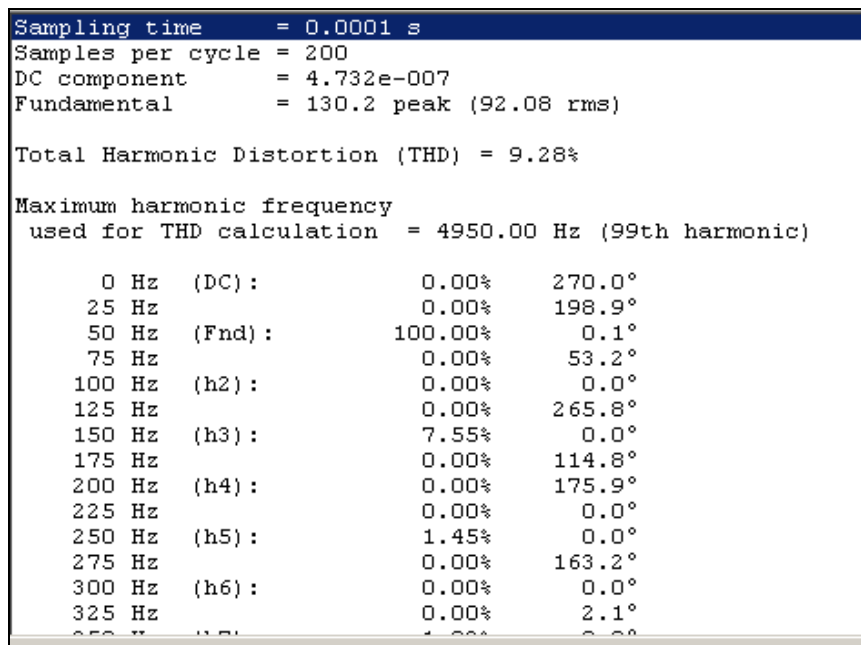 Sampling time = 0.0001 s
Samples per cycle = 200
DC component = 4.732e-007
Fundamental = 130.2 peak (92.08 rms)
Total Harmonic Distortion (THD) = 9.28%
Maximum harmonic frequency
used for THD calculation = 4950.00 Hz (99th harmonic)
0 Hz (DC): 0.00% 270.0°
25 Hz 0.00% 198.9°
50 Hz (Fnd): 100.00% 0.1°
75 Hz 0.00% 53.2°
100 Hz (h2): 0.00% 0.0°
125 Hz 0.00% 265.8°
150 Hz (h3): 7.55% 0.0°
175 Hz 0.00% 114.8°
200 Hz (h4): 0.00% 175.9°
225 Hz 0.00% 0.0°
250 Hz (h5): 1.45% 0.0°
275 Hz 0.00% 163.2°
300 Hz (h6): 0.00% 0.0°
325 Hz 0.00% 2.1°